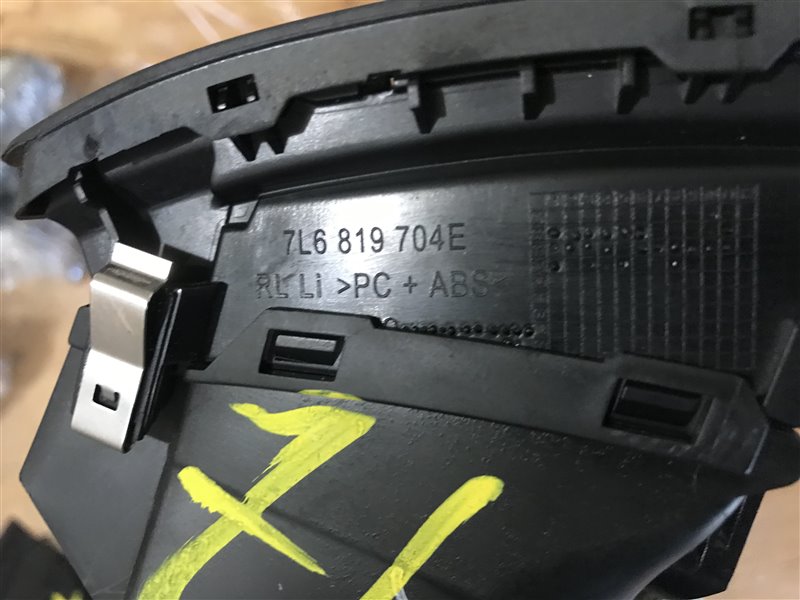 7L6 819 704E
RL Li >PC + ABS<